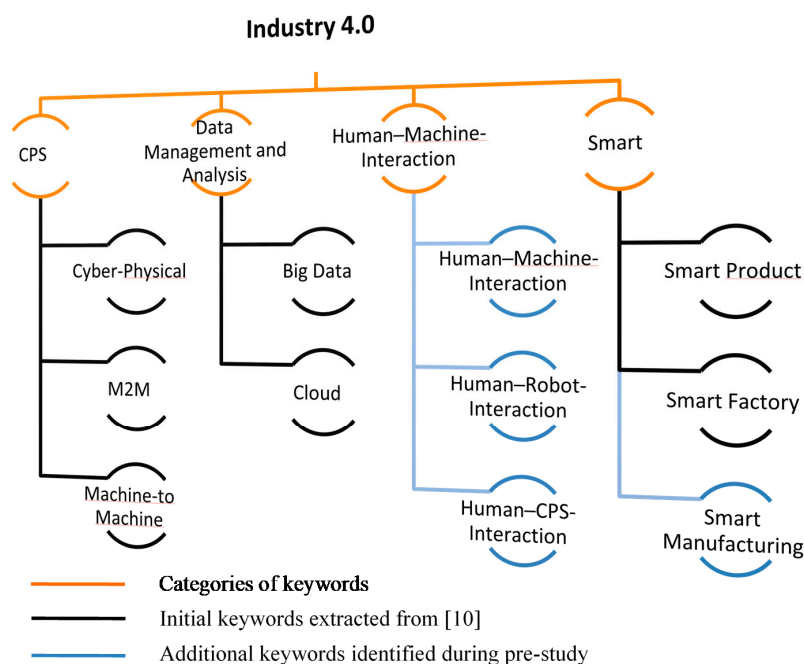 Industry 4.0
CPS
Data
Management and
Analysis
Human–Machine-
Interaction
Smart
Cyber-Physical
M2M
Machine-to
Machine
Big Data
Cloud
Human–Machine-
Interaction
Human–Robot-
Interaction
Human–CPS-
Interaction
Smart Product
Smart Factory
Smart
Manufacturing
Categories of keywords
Initial keywords extracted from [10]
Additional keywords identified during pre-study